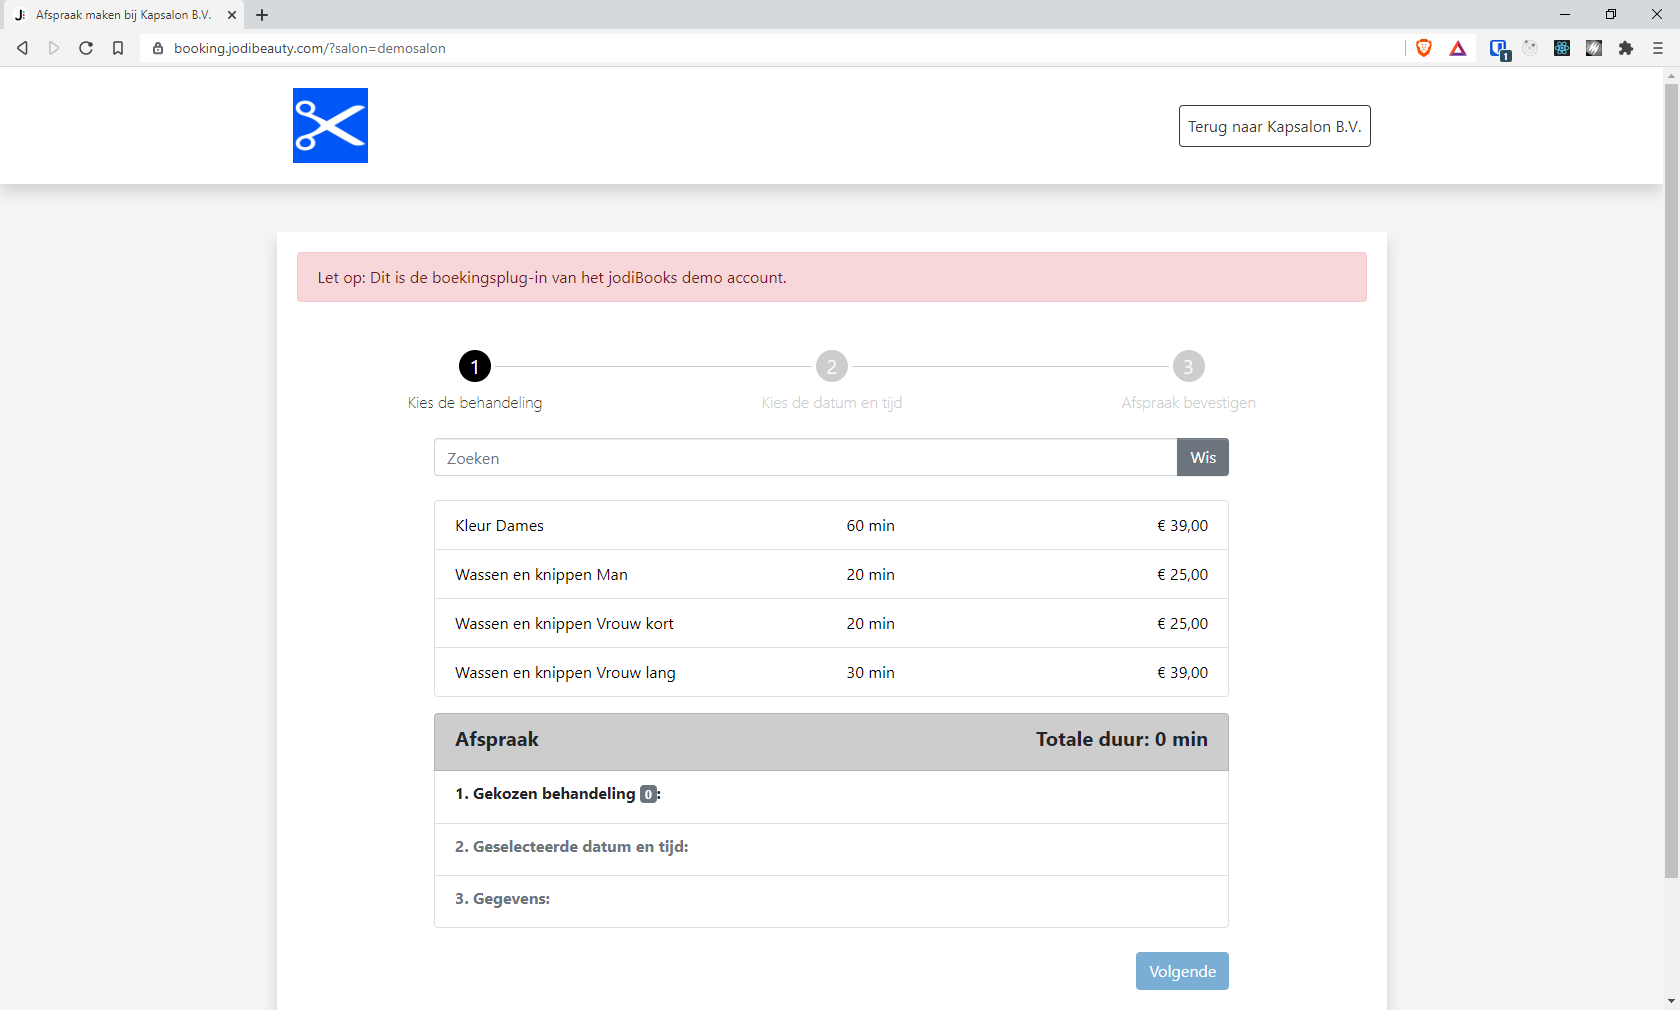 Afspraak maken bij Kapsalon B.V.
booking.jodibeauty.com/?salon=demosalon
1
Terug naar Kapsalon B.V.
Let op: Dit is de boekingsplug-in van het jodiBooks demo account.
1 2 3
Kies de behandeling Kies de datum en tijd Afspraak bevestigen
Zoeken Wis
Kleur Dames 60 min € 39,00
Wassen en knippen Man 20 min € 25,00
Wassen en knippen Vrouw kort 20 min € 25,00
Wassen en knippen Vrouw lang 30 min € 39,00
Afspraak Totale duur: 0 min
1. Gekozen behandeling 0:
2. Geselecteerde datum en tijd:
3. Gegevens:
Volgende